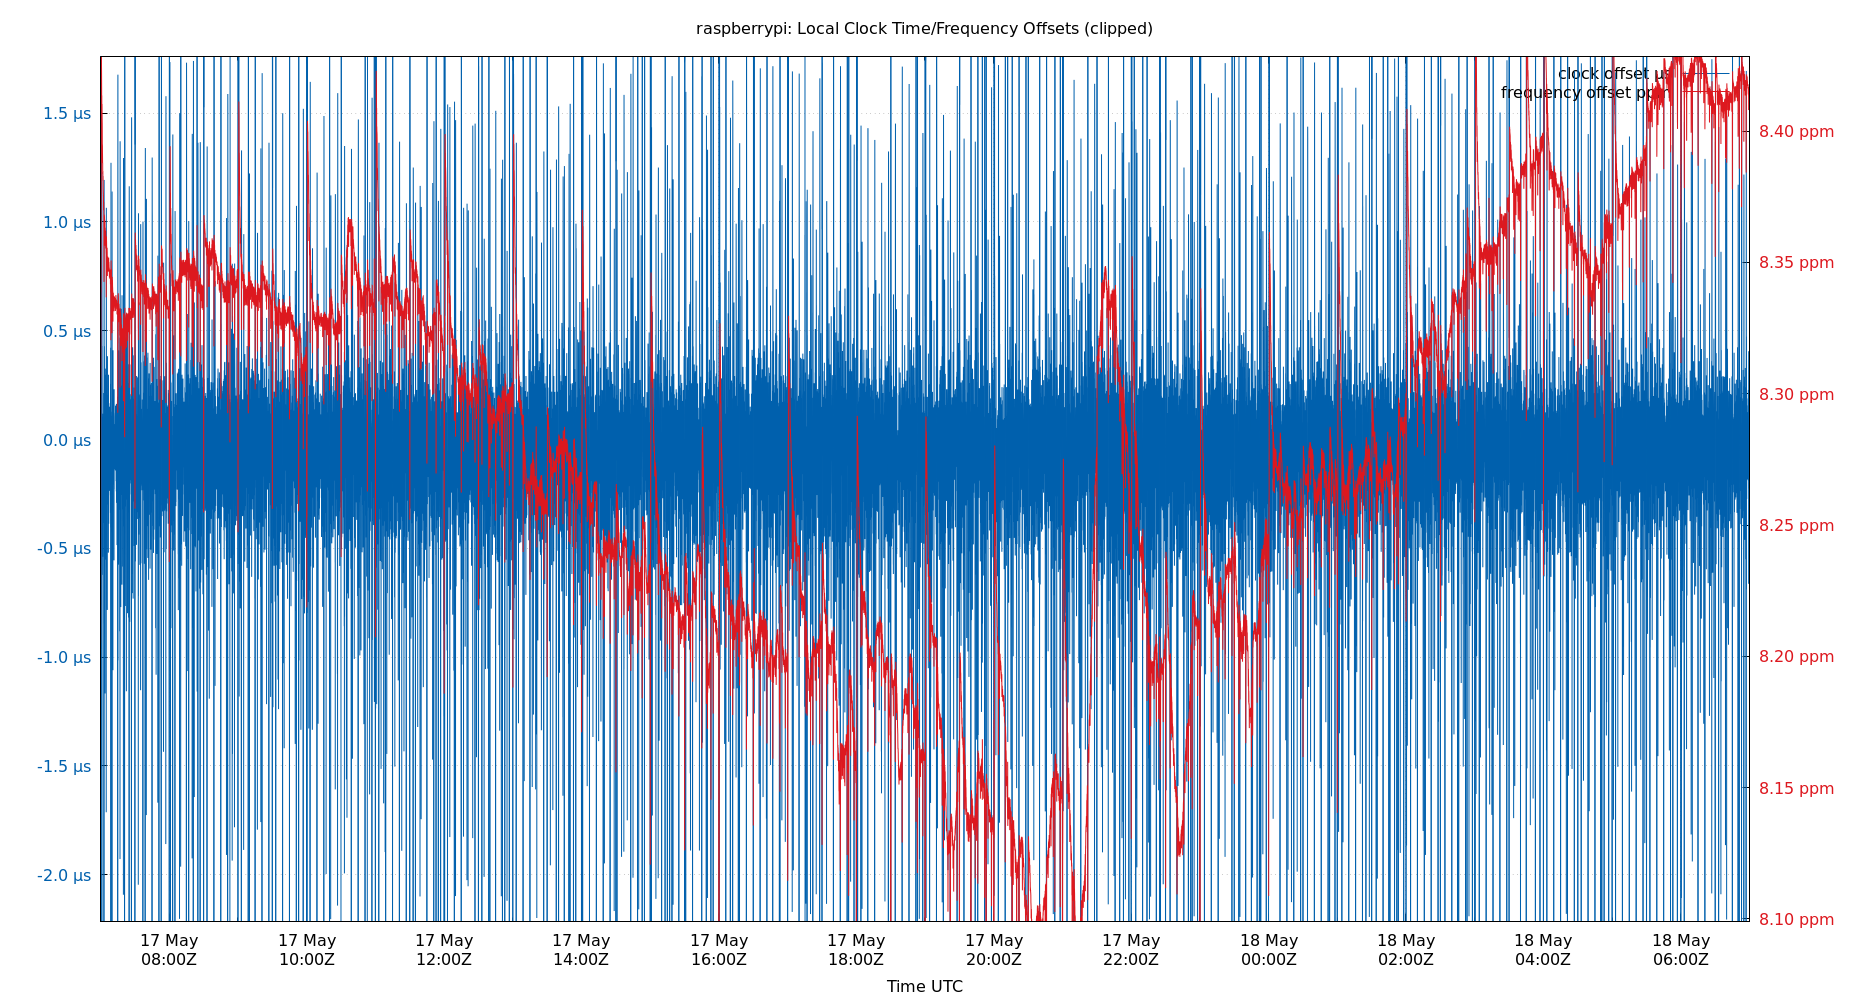 raspberrypi: Local Clock Time/Frequency Offsets (clipped)
clock offset µs
frequency offset ppm
1.5 µs
1.0 µs
0.5 µs
0.0 µs
-0.5 µs
-1.0 µs
-1.5 µs
-2.0 µs
8.40 ppm
8.35 ppm
8.30 ppm
8.25 ppm
8.20 ppm
8.15 ppm
8.10 ppm
17 May 17 May 17 May 17 May 17 May 17 May 17 May 17 May 18 May 18 May 18 May 18 May
08:00Z 10:00Z 12:00Z 14:00Z 16:00Z 18:00Z 20:00Z 22:00Z 00:00Z 02:00Z 04:00Z 06:00Z
Time UTC